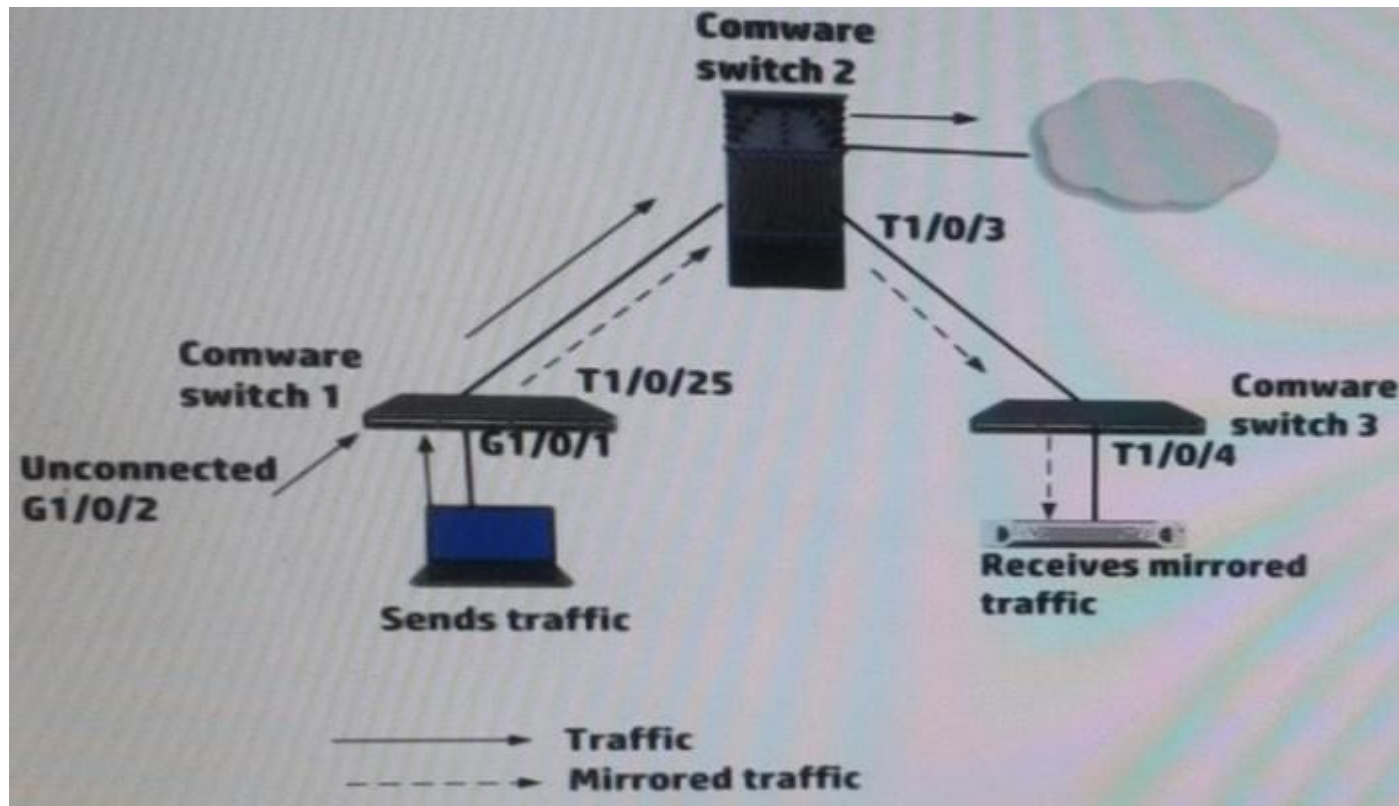 Comware
switch 2
T1/0/3
Comware
switch 1
T1/0/25
Comware
switch 3
G1/0/1
T1/0/4
Unconnected
G1/0/2
Receives mirrored
traffic
Sends traffic
Traffic
Mirrored traffic